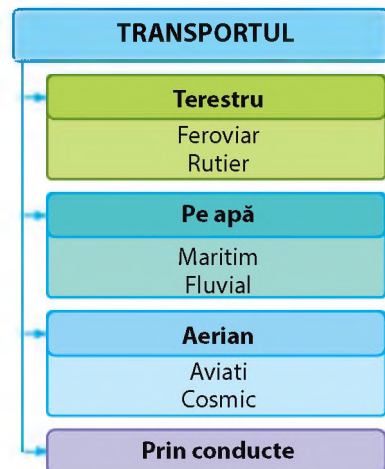 TRANSPORTUL
Terestru
Feroviar
Rutier
Pe apă
Maritim
Fluvial
Aerian
Aviati
Cosmic
Prin conducte